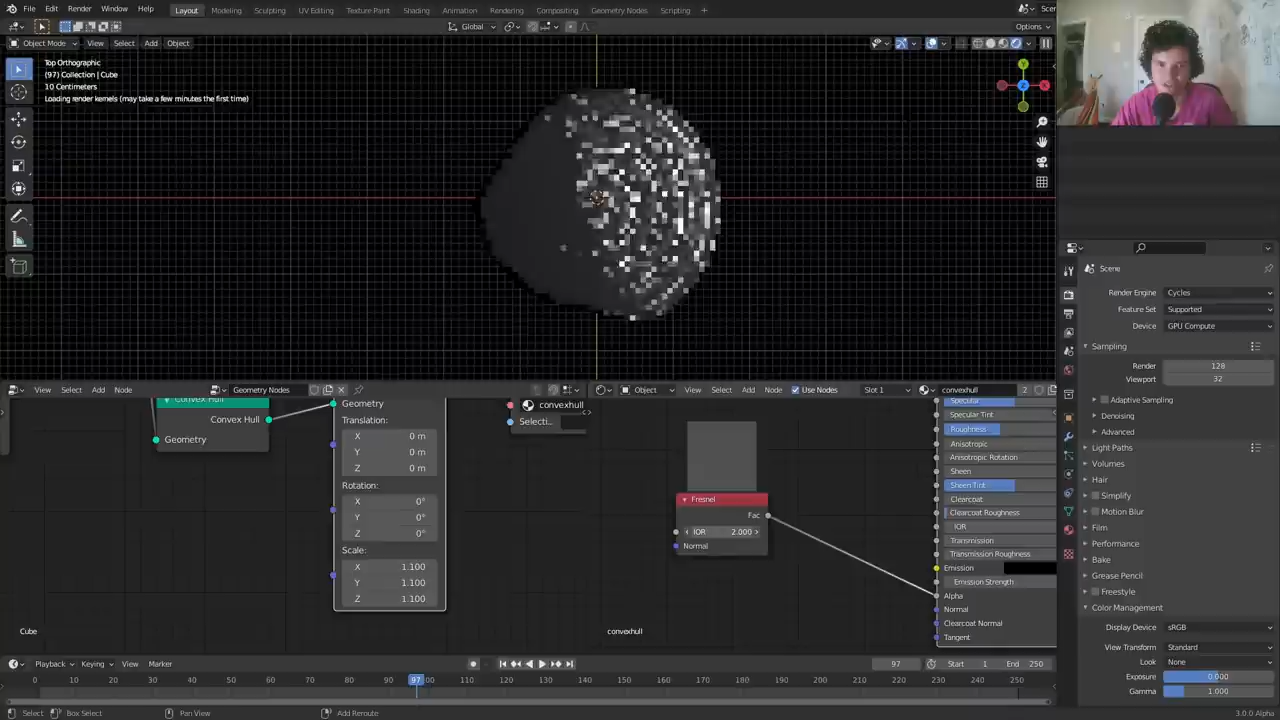 File Edit Render Window Help Layout Modeling Sculpting UV Editing Texture Paint Shading Animation Rendering Compositing Geometry Nodes Scripting + Scer
Global Options
Object Mode View Select Add Object
Top Orthographic
(97) Collection | Cube
10 Centimeters
Loading render kernels (may take a few minutes the first time)
Y
Z X
Scene
Render Engine Cycles
Feature Set Supported
Device GPU Compute
Sampling
Render 128
Viewport 32
Adaptive Sampling
Denoising
Advanced
Light Paths
Volumes
Hair
Simplify
Motion Blur
Film
Performance
Bake
Grease Pencil
Freestyle
Color Management
Display Device sRGB
View Transform Standard
Look None
Exposure 0.000
Gamma 1.000
View Select Add Node Geometry Nodes
Object View Select Add Node Use Nodes Slot 1 convexhull 2
Convex Hull
Convex Hull
Geometry
Geometry
Translation:
X 0 m
Y 0 m
Z 0 m
Rotation:
X 0°
Y 0°
Z 0°
Scale:
X 1.100
Y 1.100
Z 1.100
convexhull
Selecti..
Cube
Fresnel
Fac
IOR 2.000
Normal
convexhull
Specular
Specular Tint
Roughness
Anisotropic
Anisotropic Rotation
Sheen
Sheen Tint
Clearcoat
Clearcoat Roughness
IOR
Transmission
Transmission Roughness
Emission
Emission Strength
Alpha
Normal
Clearcoat Normal
Tangent
Playback Keying View Marker 97 Start 1 End 250
0 10 20 30 40 50 60 70 80 90 97 100 110 120 130 140 150 160 170 180 190 200 210 220 230 240 250
Select Box Select Pan View Add Reroute 3.0.0 Alpha